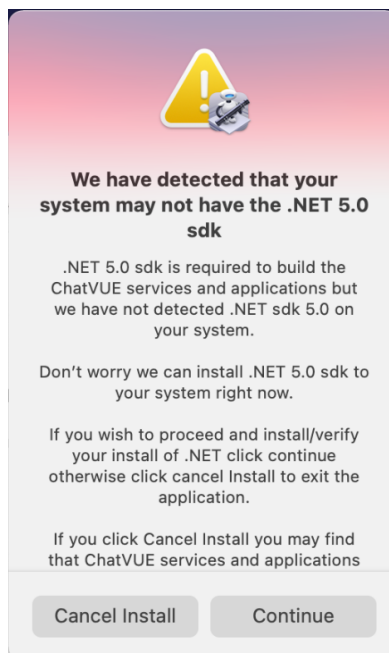 We have detected that your
system may not have the .NET 5.0
sdk
.NET 5.0 sdk is required to build the
ChatVUE services and applications but
we have not detected .NET sdk 5.0 on
your system.
Don’t worry we can install .NET 5.0 sdk to
your system right now.
If you wish to proceed and install/verify
your install of .NET click continue
otherwise click cancel Install to exit the
application.
If you click Cancel Install you may find
that ChatVUE services and applications
Cancel Install
Continue